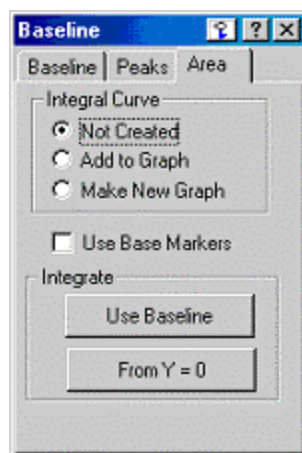 Baseline ?
Baseline Peaks Area
Integral Curve
Not Created
Add to Graph
Make New Graph
Use Base Markers
Integrate
Use Baseline
From Y = 0